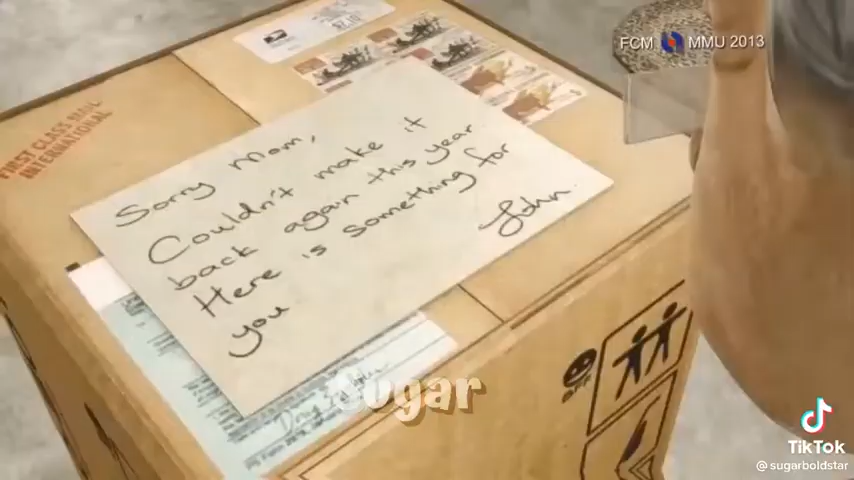 FCM MMU 2013
FIRST CLASS MAIL
INTERNATIONAL
Sorry Mom,
Couldn't make it
back again this year
Here is something for
you
John
Sugar
TikTok
@sugarboldstar